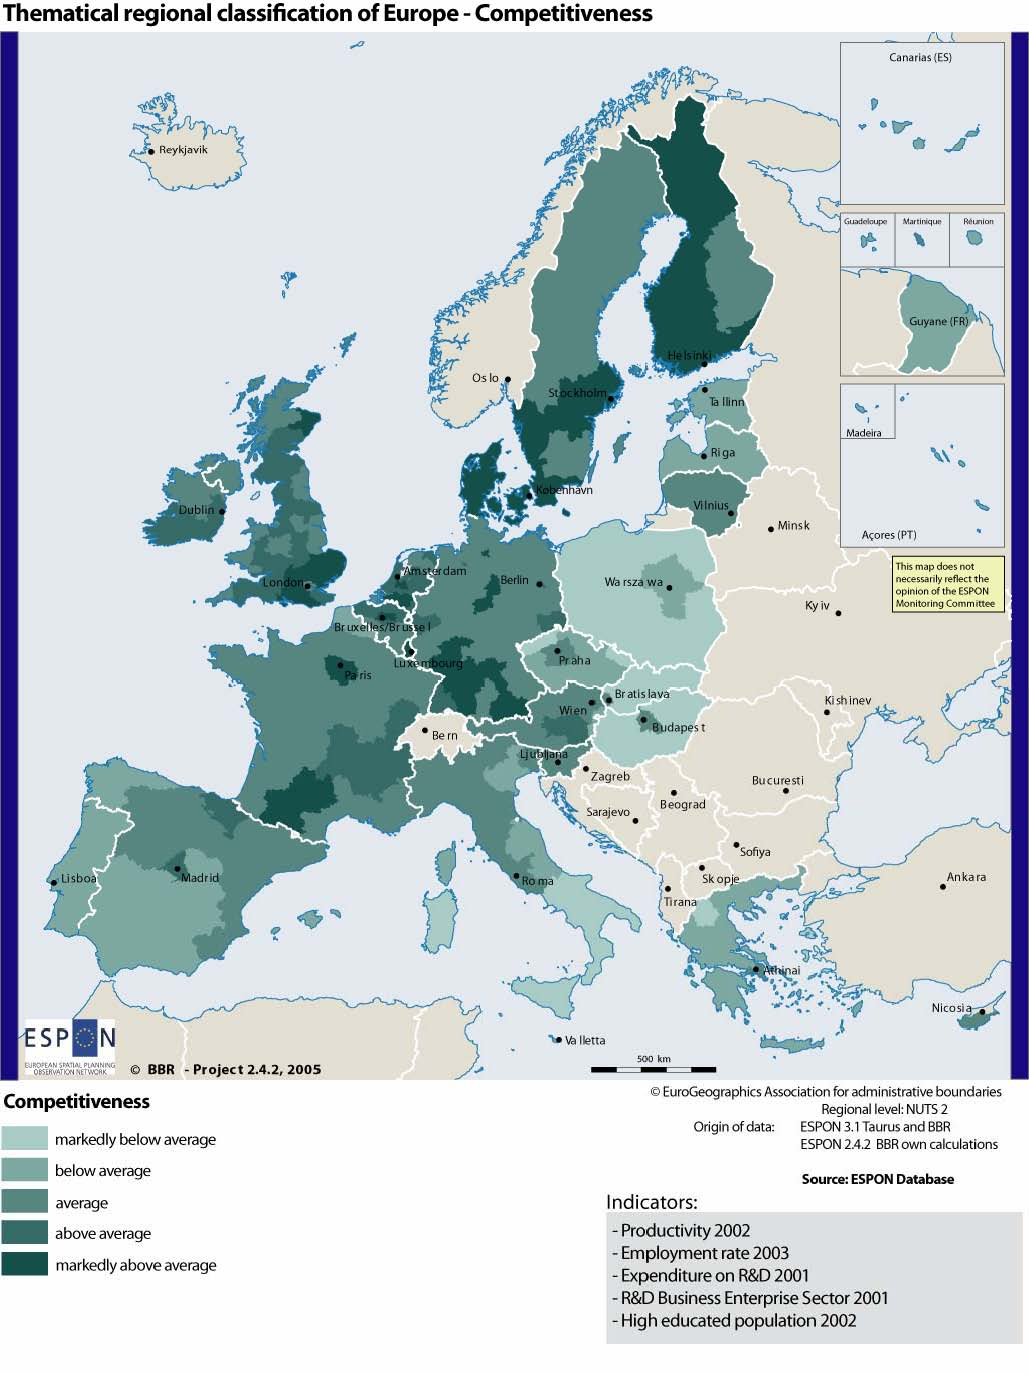 Thematical regional classification of Europe - Competitiveness
Canarias (ES)
Reykjavik
Guadeloupe
Martinique
Réunion
Guyane (FR)
Helsinki
Oslo
Stockholm
Tallinn
Madeira
Riga
København
Vilnius
Dublin
Minsk
Açores (PT)
This map does not
necessarily reflect the
opinion of the ESPON
Monitoring Committee
Amsterdam
London
Berlin
Warszawa
Kyiv
Bruxelles/Brussel
Luxembourg
Praha
Paris
Bratislava
Kishinev
Wien
Budapest
Bern
Ljubljana
Zagreb
Bucuresti
Beograd
Sarajevo
Sofiya
Lisboa
Madrid
Roma
Skopje
Ankara
Tirana
Athinai
Nicosia
ESPON
EUROPEAN SPATIAL PLANNING
OBSERVATION NETWORK
Valletta
500 km
© BBR - Project 2.4.2, 2005
© EuroGeographics Association for administrative boundaries
Regional level: NUTS 2
Origin of data: ESPON 3.1 Taurus and BBR
ESPON 2.4.2 BBR own calculations
Source: ESPON Database
Competitiveness
markedly below average
below average
average
above average
markedly above average
Indicators:
- Productivity 2002
- Employment rate 2003
- Expenditure on R&D 2001
- R&D Business Enterprise Sector 2001
- High educated population 2002